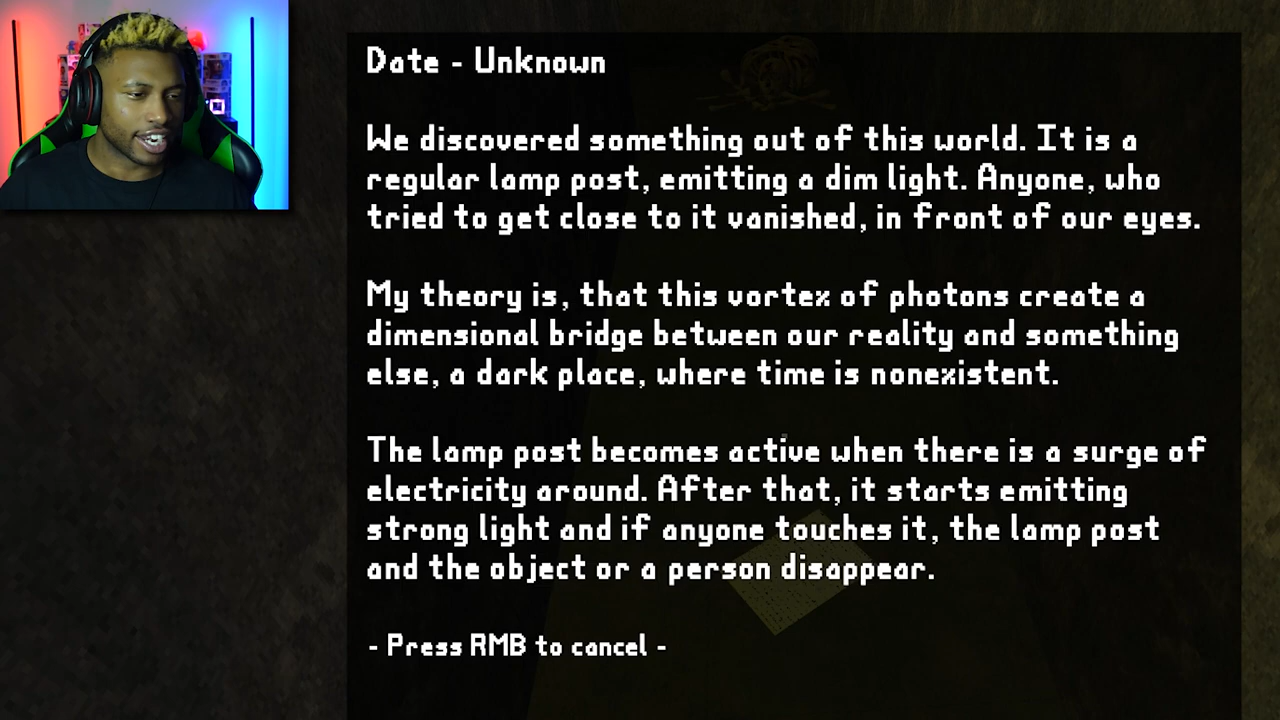 Date - Unknown
We discovered something out of this world. It is a
regular lamp post, emitting a dim light. Anyone, who
tried to get close to it vanished, in front of our eyes.
My theory is, that this vortex of photons create a
dimensional bridge between our reality and something
else, a dark place, where time is nonexistent.
The lamp post becomes active when there is a surge of
electricity around. After that, it starts emitting
strong light and if anyone touches it, the lamp post
and the object or a person disappear.
- Press RMB to cancel -